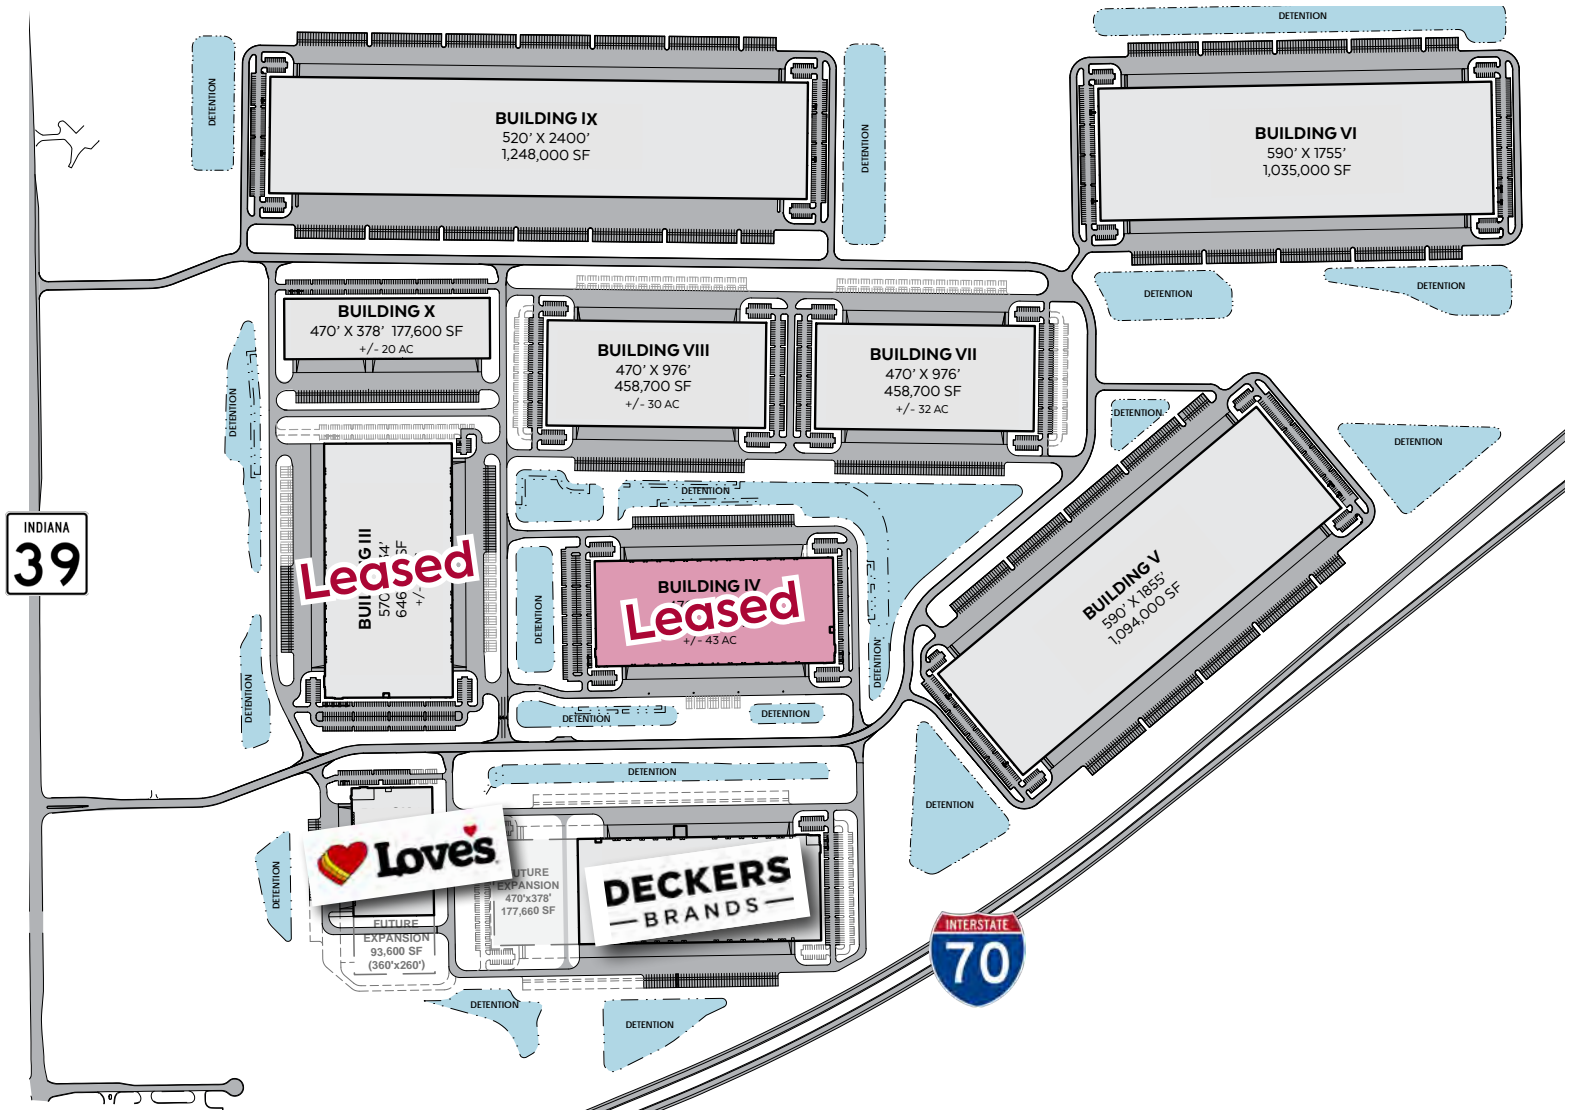 DETENTION
DETENTION
BUILDING IX
520' X 2400'
1,248,000 SF
DETENTION
BUILDING VI
590' X 1755'
1,035,000 SF
DETENTION
DETENTION
BUILDING X
470' X 378' 177,600 SF
+/- 20 AC
BUILDING VIII
470' X 976'
458,700 SF
+/- 30 AC
BUILDING VII
470' X 976'
458,700 SF
+/- 32 AC
DETENTION
DETENTION
DETENTION
DETENTION
INDIANA
39
Leased
BUILDING IV
Leased
+/- 43 AC
DETENTION
DETENTION
BUILDING V
590' X 1855'
1,094,000 SF
DETENTION
DETENTION
DETENTION
DETENTION
DETENTION
Love's
DECKERS
BRANDS
EXPANSION
470'x378'
177,660 SF
DETENTION
FUTURE
EXPANSION
93,600 SF
(360'x260')
INTERSTATE
70
DETENTION
DETENTION